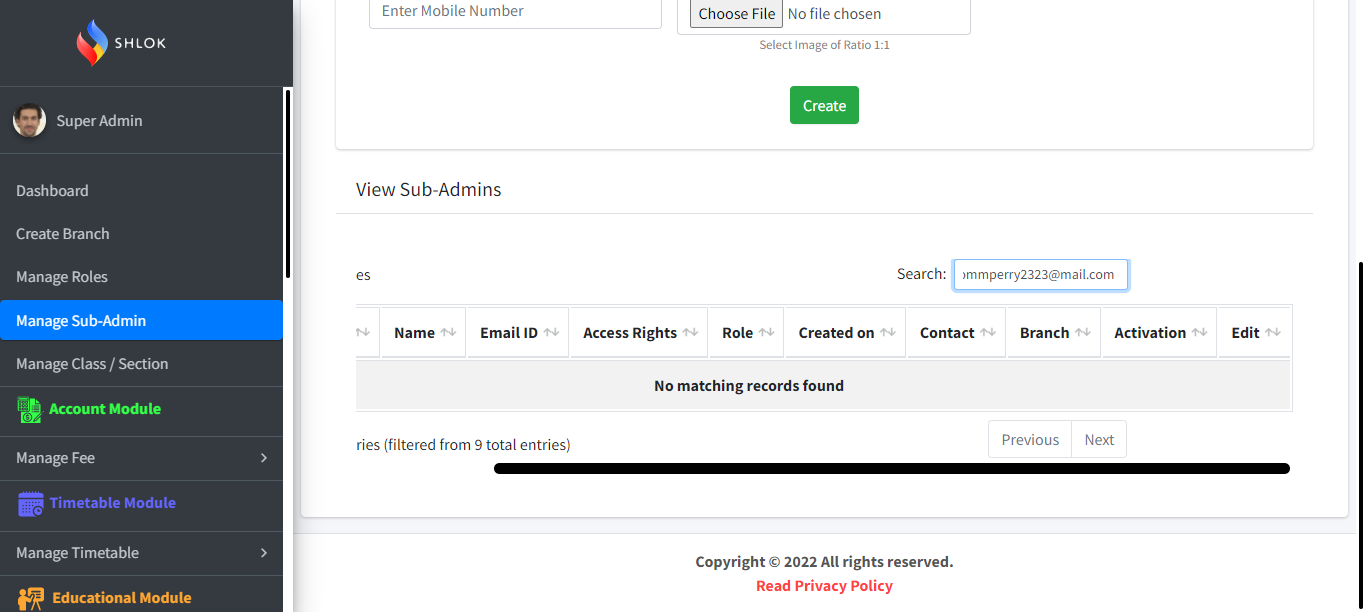 SHLOK
Super Admin
Dashboard
Create Branch
Manage Roles
Manage Sub-Admin
Manage Class / Section
Account Module
Manage Fee
Timetable Module
Manage Timetable
Educational Module
Enter Mobile Number
Choose File No file chosen
Select Image of Ratio 1:1
Create
View Sub-Admins
es
Search: mmperry2323@mail.com
Name Email ID Access Rights Role Created on Contact Branch Activation Edit
No matching records found
ries (filtered from 9 total entries)
Previous Next
Copyright © 2022 All rights reserved.
Read Privacy Policy